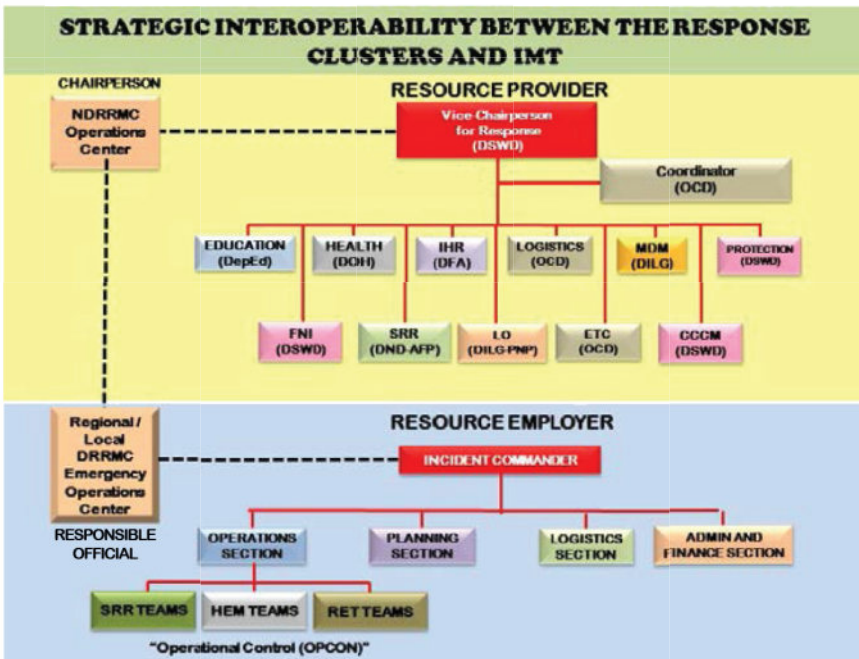 STRATEGIC INTEROPERABILITY BETWEEN THE RESPONSE
CLUSTERS AND IMT
CHAIRPERSON
NDRRMC
Operations
Center
RESOURCE PROVIDER
Vice-Chairperson
for Response
(DSWD)
Coordinator
(OCD)
EDUCATION
(DepEd)
HEALTH
(DOH)
IHR
(DFA)
LOGISTICS
(OCD)
MDM
(DILG)
PROTECTION
(DSWD)
FNI
(DSWD)
SRR
(DND-AFP)
LO
(DILG-PNP)
ETC
(OCD)
CCCM
(DSWD)
Regional /
Local
DRRMC
Emergency
Operations
Center
RESPONSIBLE
OFFICIAL
RESOURCE EMPLOYER
INCIDENT COMMANDER
OPERATIONS
SECTION
PLANNING
SECTION
LOGISTICS
SECTION
ADMIN AND
FINANCE SECTION
SRR TEAMS
HEM TEAMS
RET TEAMS
"Operational Control (OPCON)"